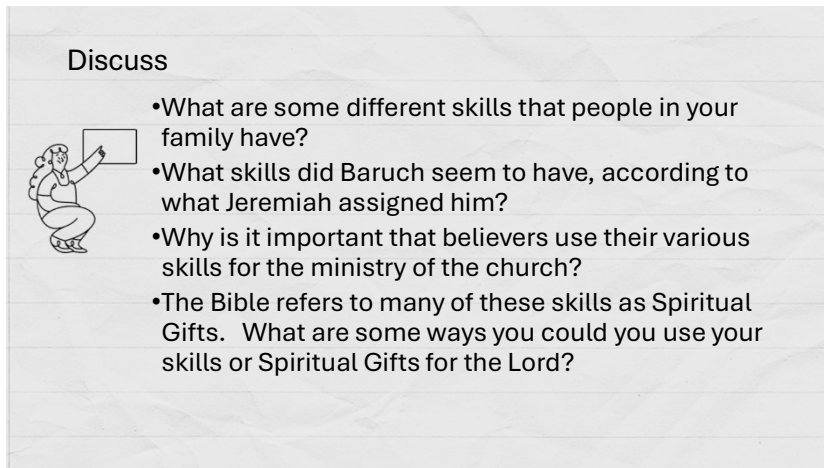 Discuss
•What are some different skills that people in your
family have?
•What skills did Baruch seem to have, according to
what Jeremiah assigned him?
•Why is it important that believers use their various
skills for the ministry of the church?
•The Bible refers to many of these skills as Spiritual
Gifts.   What are some ways you could you use your
skills or Spiritual Gifts for the Lord?